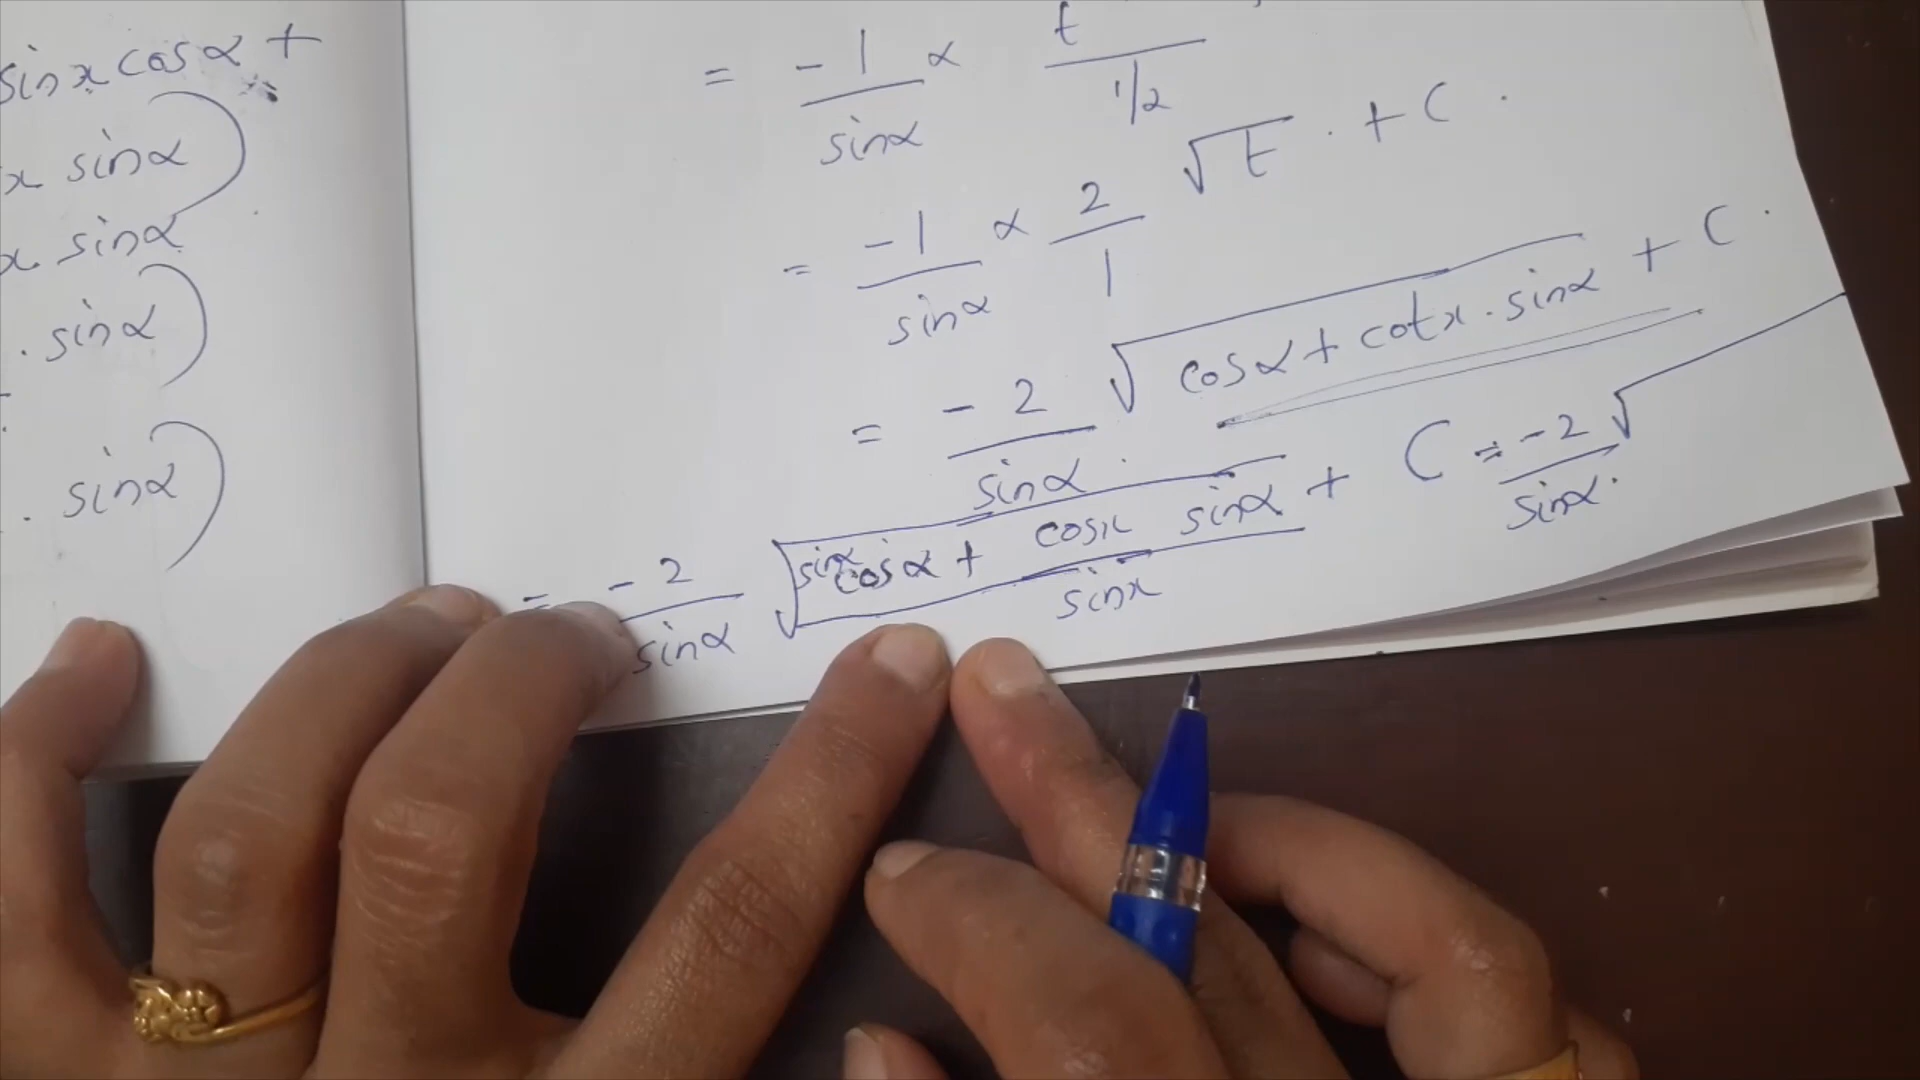 sinx cosα +
x sinα)
x sinα
. sinα)
. sinα)
= -1/sinα × t/1/2
= -1/sinα × 2/1 √t . + C .
= -2/sinα √cosα + cotx . sinα + C .
= -2/sinα √sinx cosα + cosx/sinx sinα + C = -2/sinα . √